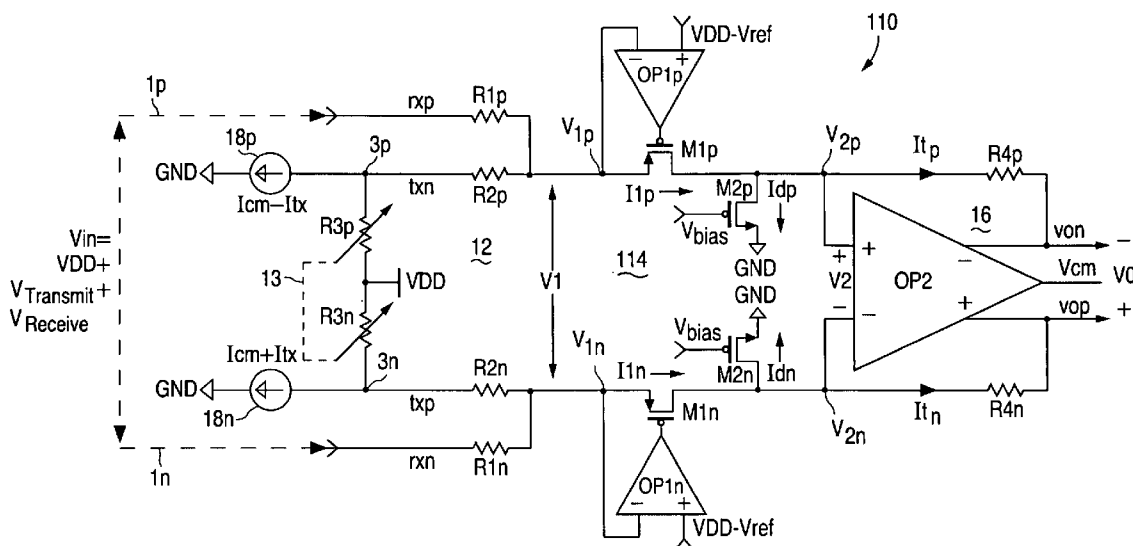 VDD-Vref
110
OP1p
− +
1p
rxp
R1p
V1p
18p
3p
M1p
V2p
Itp
GND
txn
R2p
I1p
M2p
Idp
R4p
Icm−Itx
Vbias
16
R3p
12
GND
+ −
von −
Vin=
VDD+
VTransmit+
VReceive
13
VDD
V1
114
V2
OP2
Vcm
V0
GND
R3n
Vbias
− +
vop +
Icm+Itx
V1n
I1n
M2n
Idn
R2n
GND
18n
3n
txp
M1n
V2n
Itn
R4n
1n
rxn
R1n
OP1n
− +
VDD-Vref